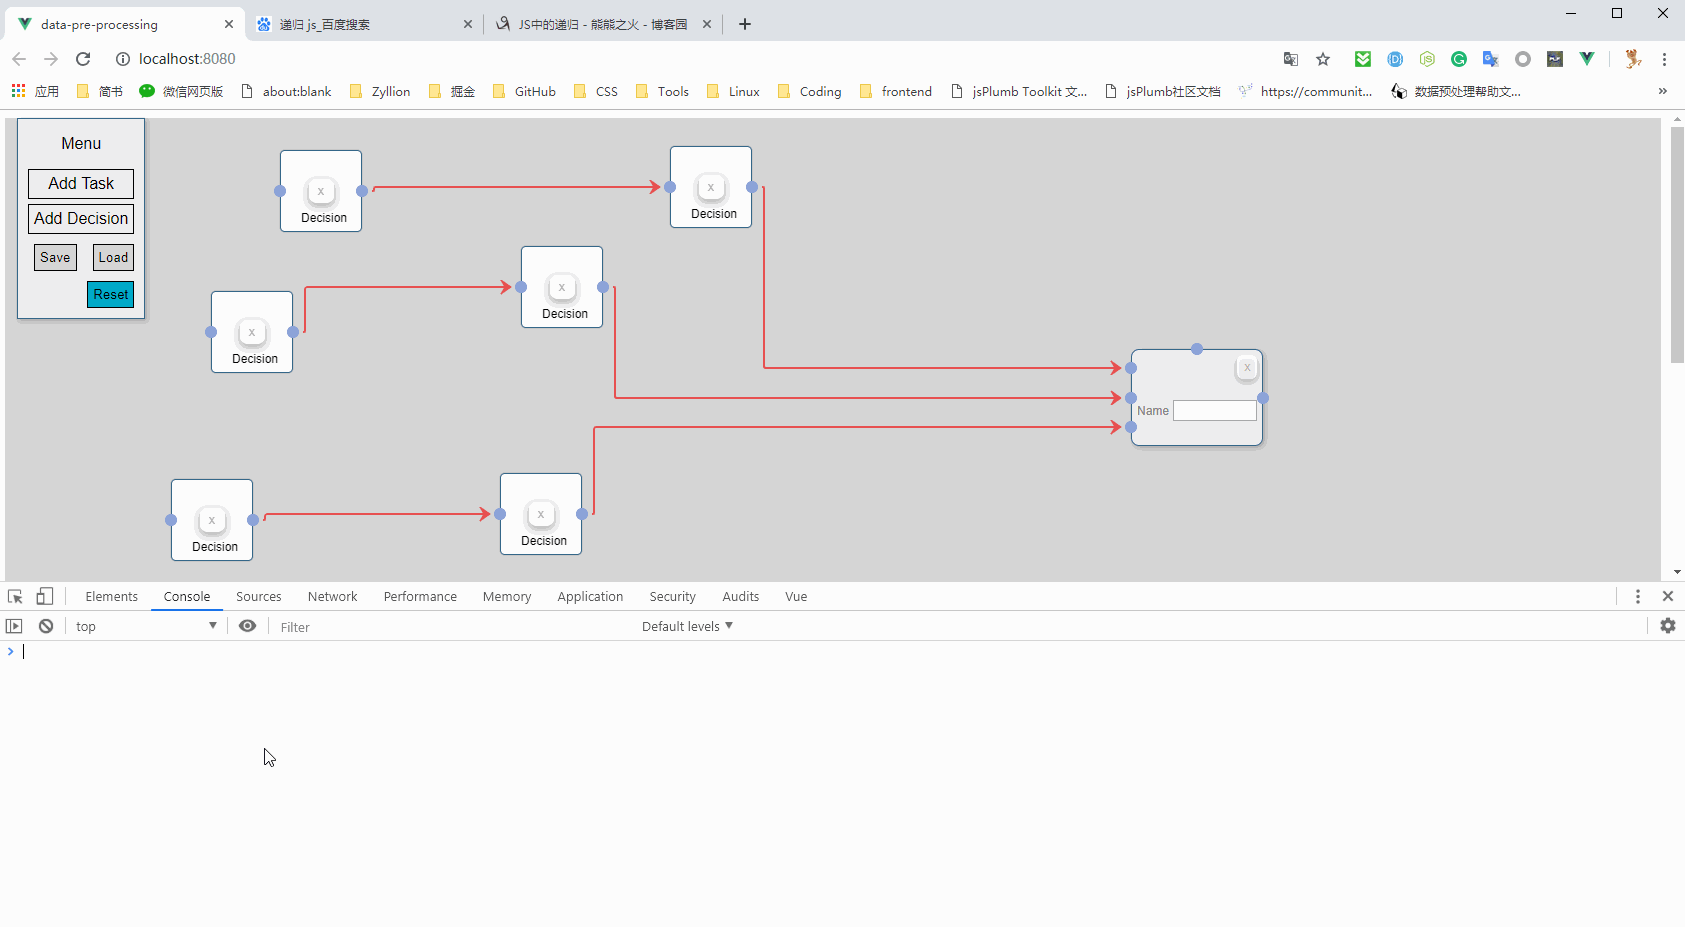 data-pre-processing
递归 js_百度搜索
JS中的递归 - 熊熊之火 - 博客园
localhost:8080
应用
简书
微信网页版
about:blank
Zyllion
掘金
GitHub
CSS
Tools
Linux
Coding
frontend
jsPlumb Toolkit 文...
jsPlumb社区文档
https://communit...
数据预处理帮助文...
»
Menu
Add Task
Add Decision
Save Load
Reset
x
Decision
x
Decision
x
Decision
x
Decision
x
Name
x
Decision
x
Decision
Elements Console Sources Network Performance Memory Application Security Audits Vue
top Filter Default levels
>